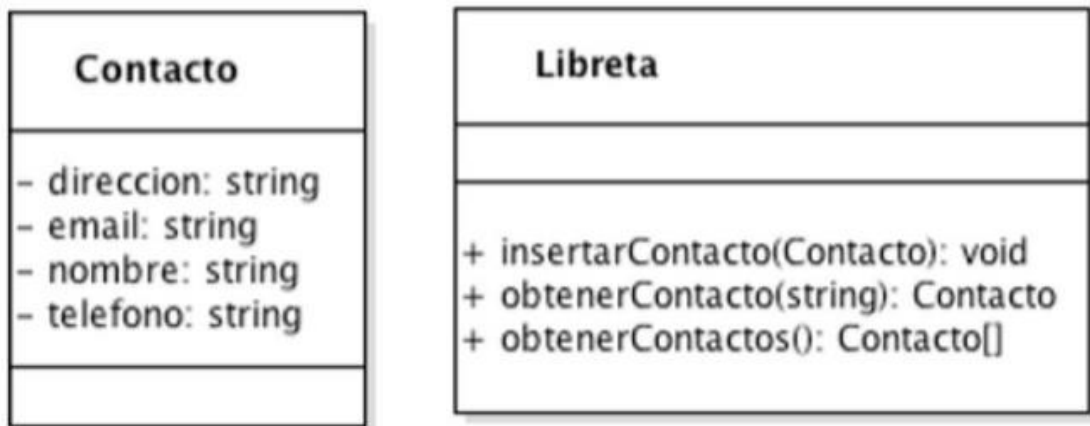 Contacto
- direccion: string
- email: string
- nombre: string
- telefono: string
Libreta
+ insertarContacto(Contacto): void
+ obtenerContacto(string): Contacto
+ obtenerContactos(): Contacto[]